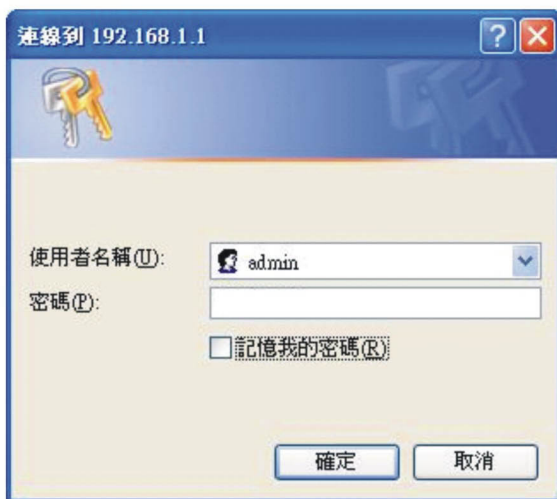 連線到 192.168.1.1
使用者名稱(U):
admin
密碼(P):
記憶我的密碼(R)
確定
取消